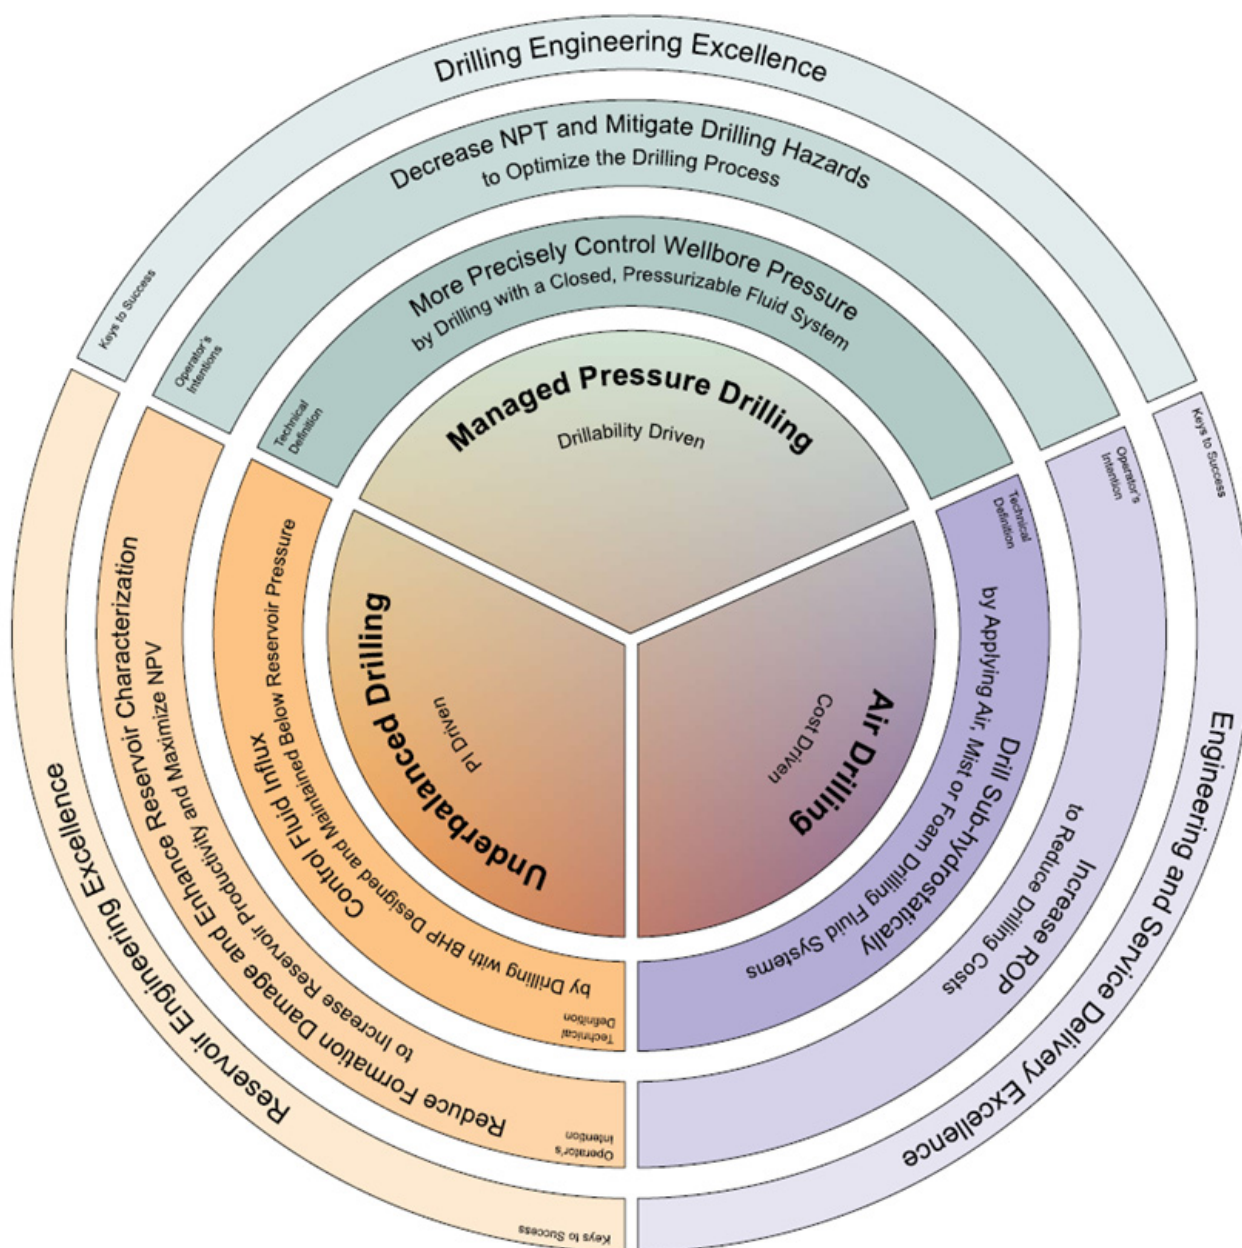 Drilling Engineering Excellence
Keys to Success
Decrease NPT and Mitigate Drilling Hazards
to Optimize the Drilling Process
Operator's
Intentions
More Precisely Control Wellbore Pressure
by Drilling with a Closed, Pressurizable Fluid System
Technical
Definition
Managed Pressure Drilling
Drillability Driven
Keys to Success
Engineering and Service Delivery Excellence
Operator's
Intention
Increase ROP
to Reduce Drilling Costs
Technical
Definition
Drill Sub-hydrostatically
by Applying Air, Mist or Foam Drilling Fluid Systems
Air Drilling
Cost Driven
Keys to Success
Reservoir Engineering Excellence
Operator's
Intention
Reduce Formation Damage and Enhance Reservoir Characterization
to Increase Reservoir Productivity and Maximize NPV
Technical
Definition
Control Fluid Influx
by Drilling with BHP Designed and Maintained Below Reservoir Pressure
Underbalanced Drilling
PI Driven